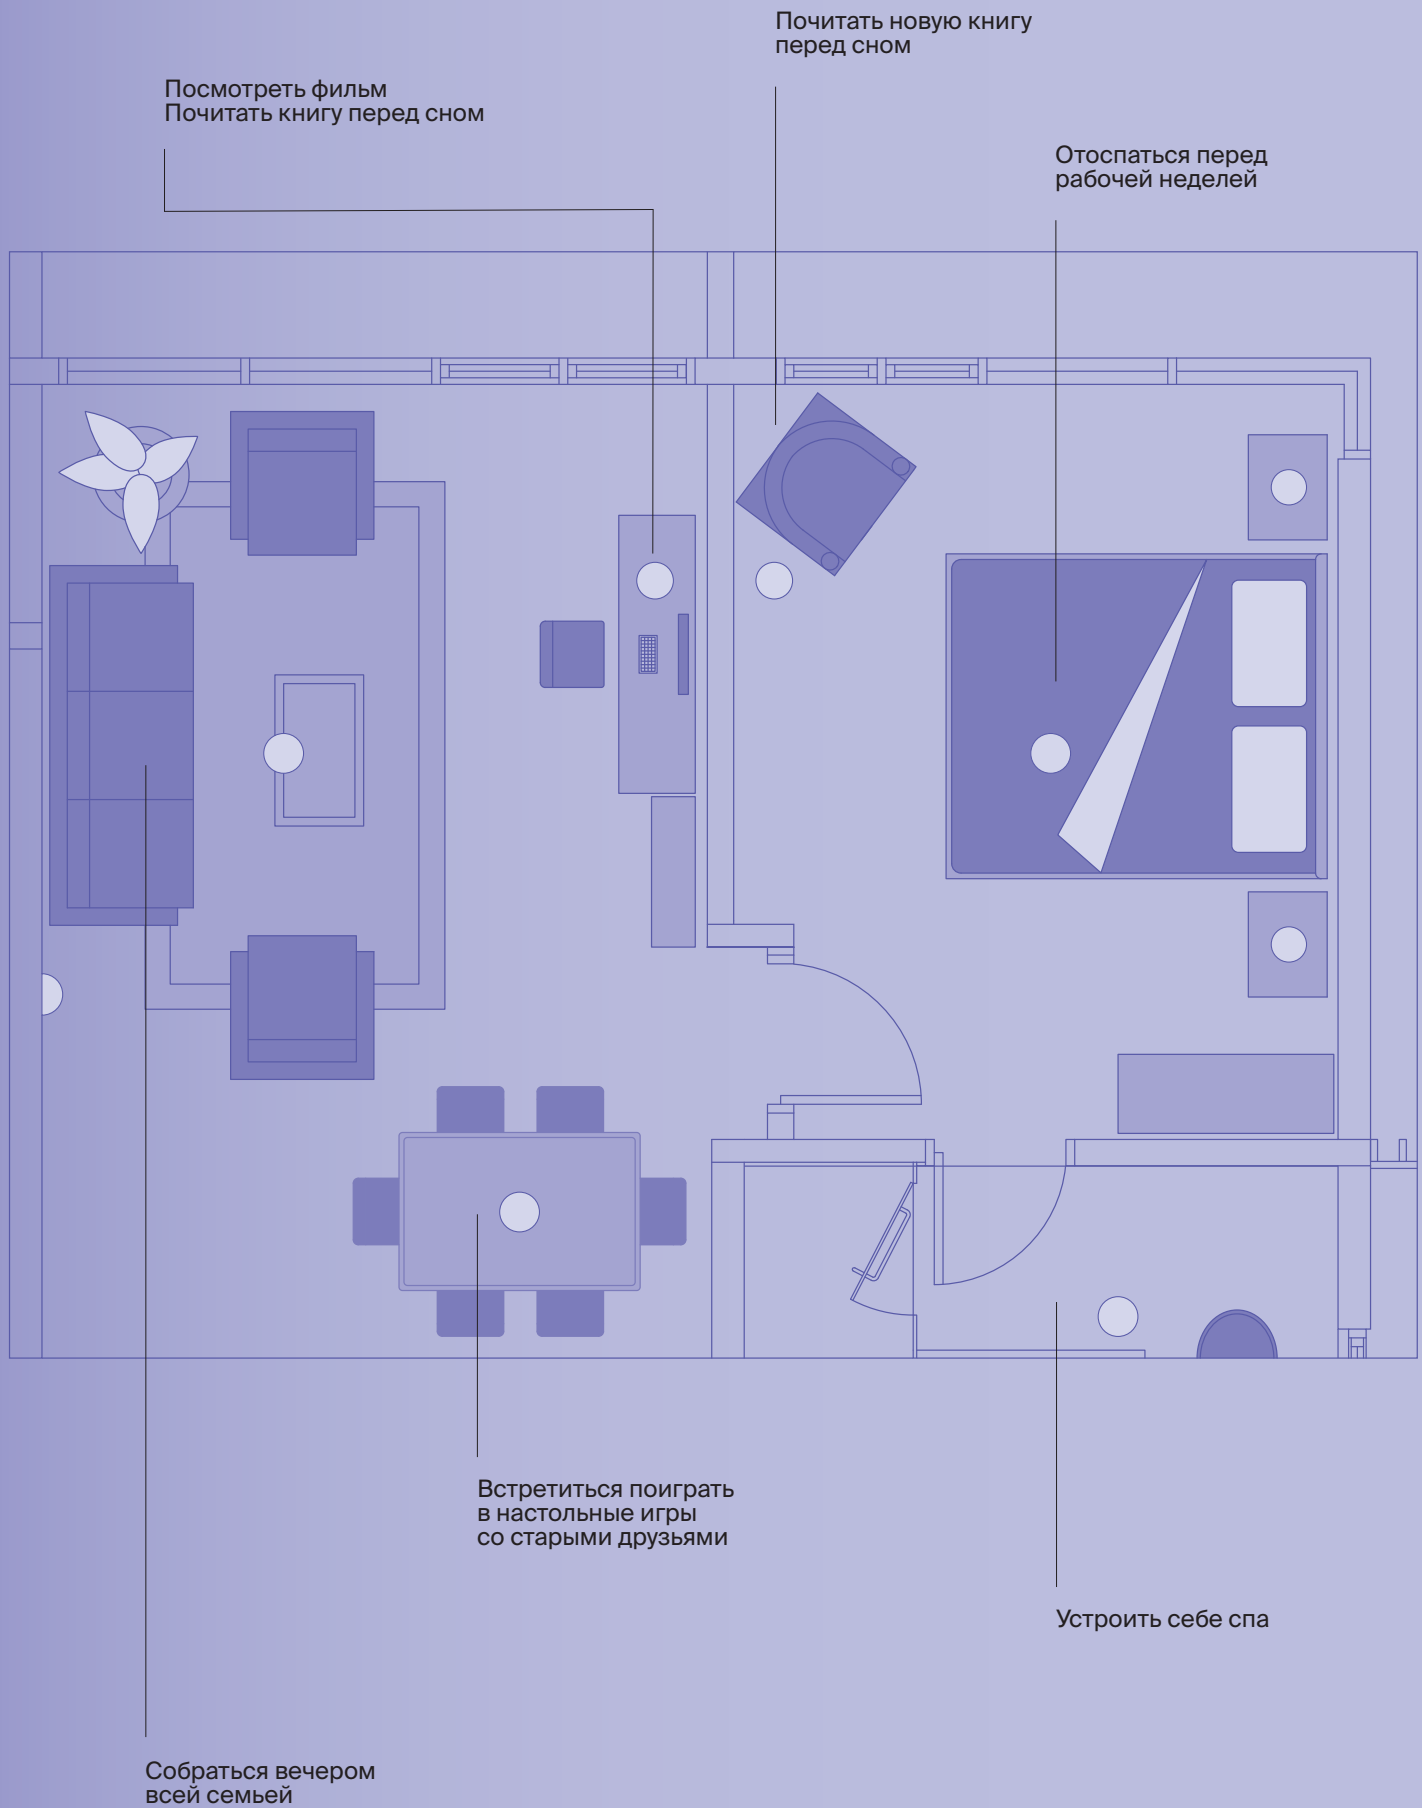 Почитать новую книгу
перед сном
Посмотреть фильм
Почитать книгу перед сном
Отоспаться перед
рабочей неделей
Встретиться поиграть
в настольные игры
со старыми друзьями
Устроить себе спа
Собраться вечером
всей семьей